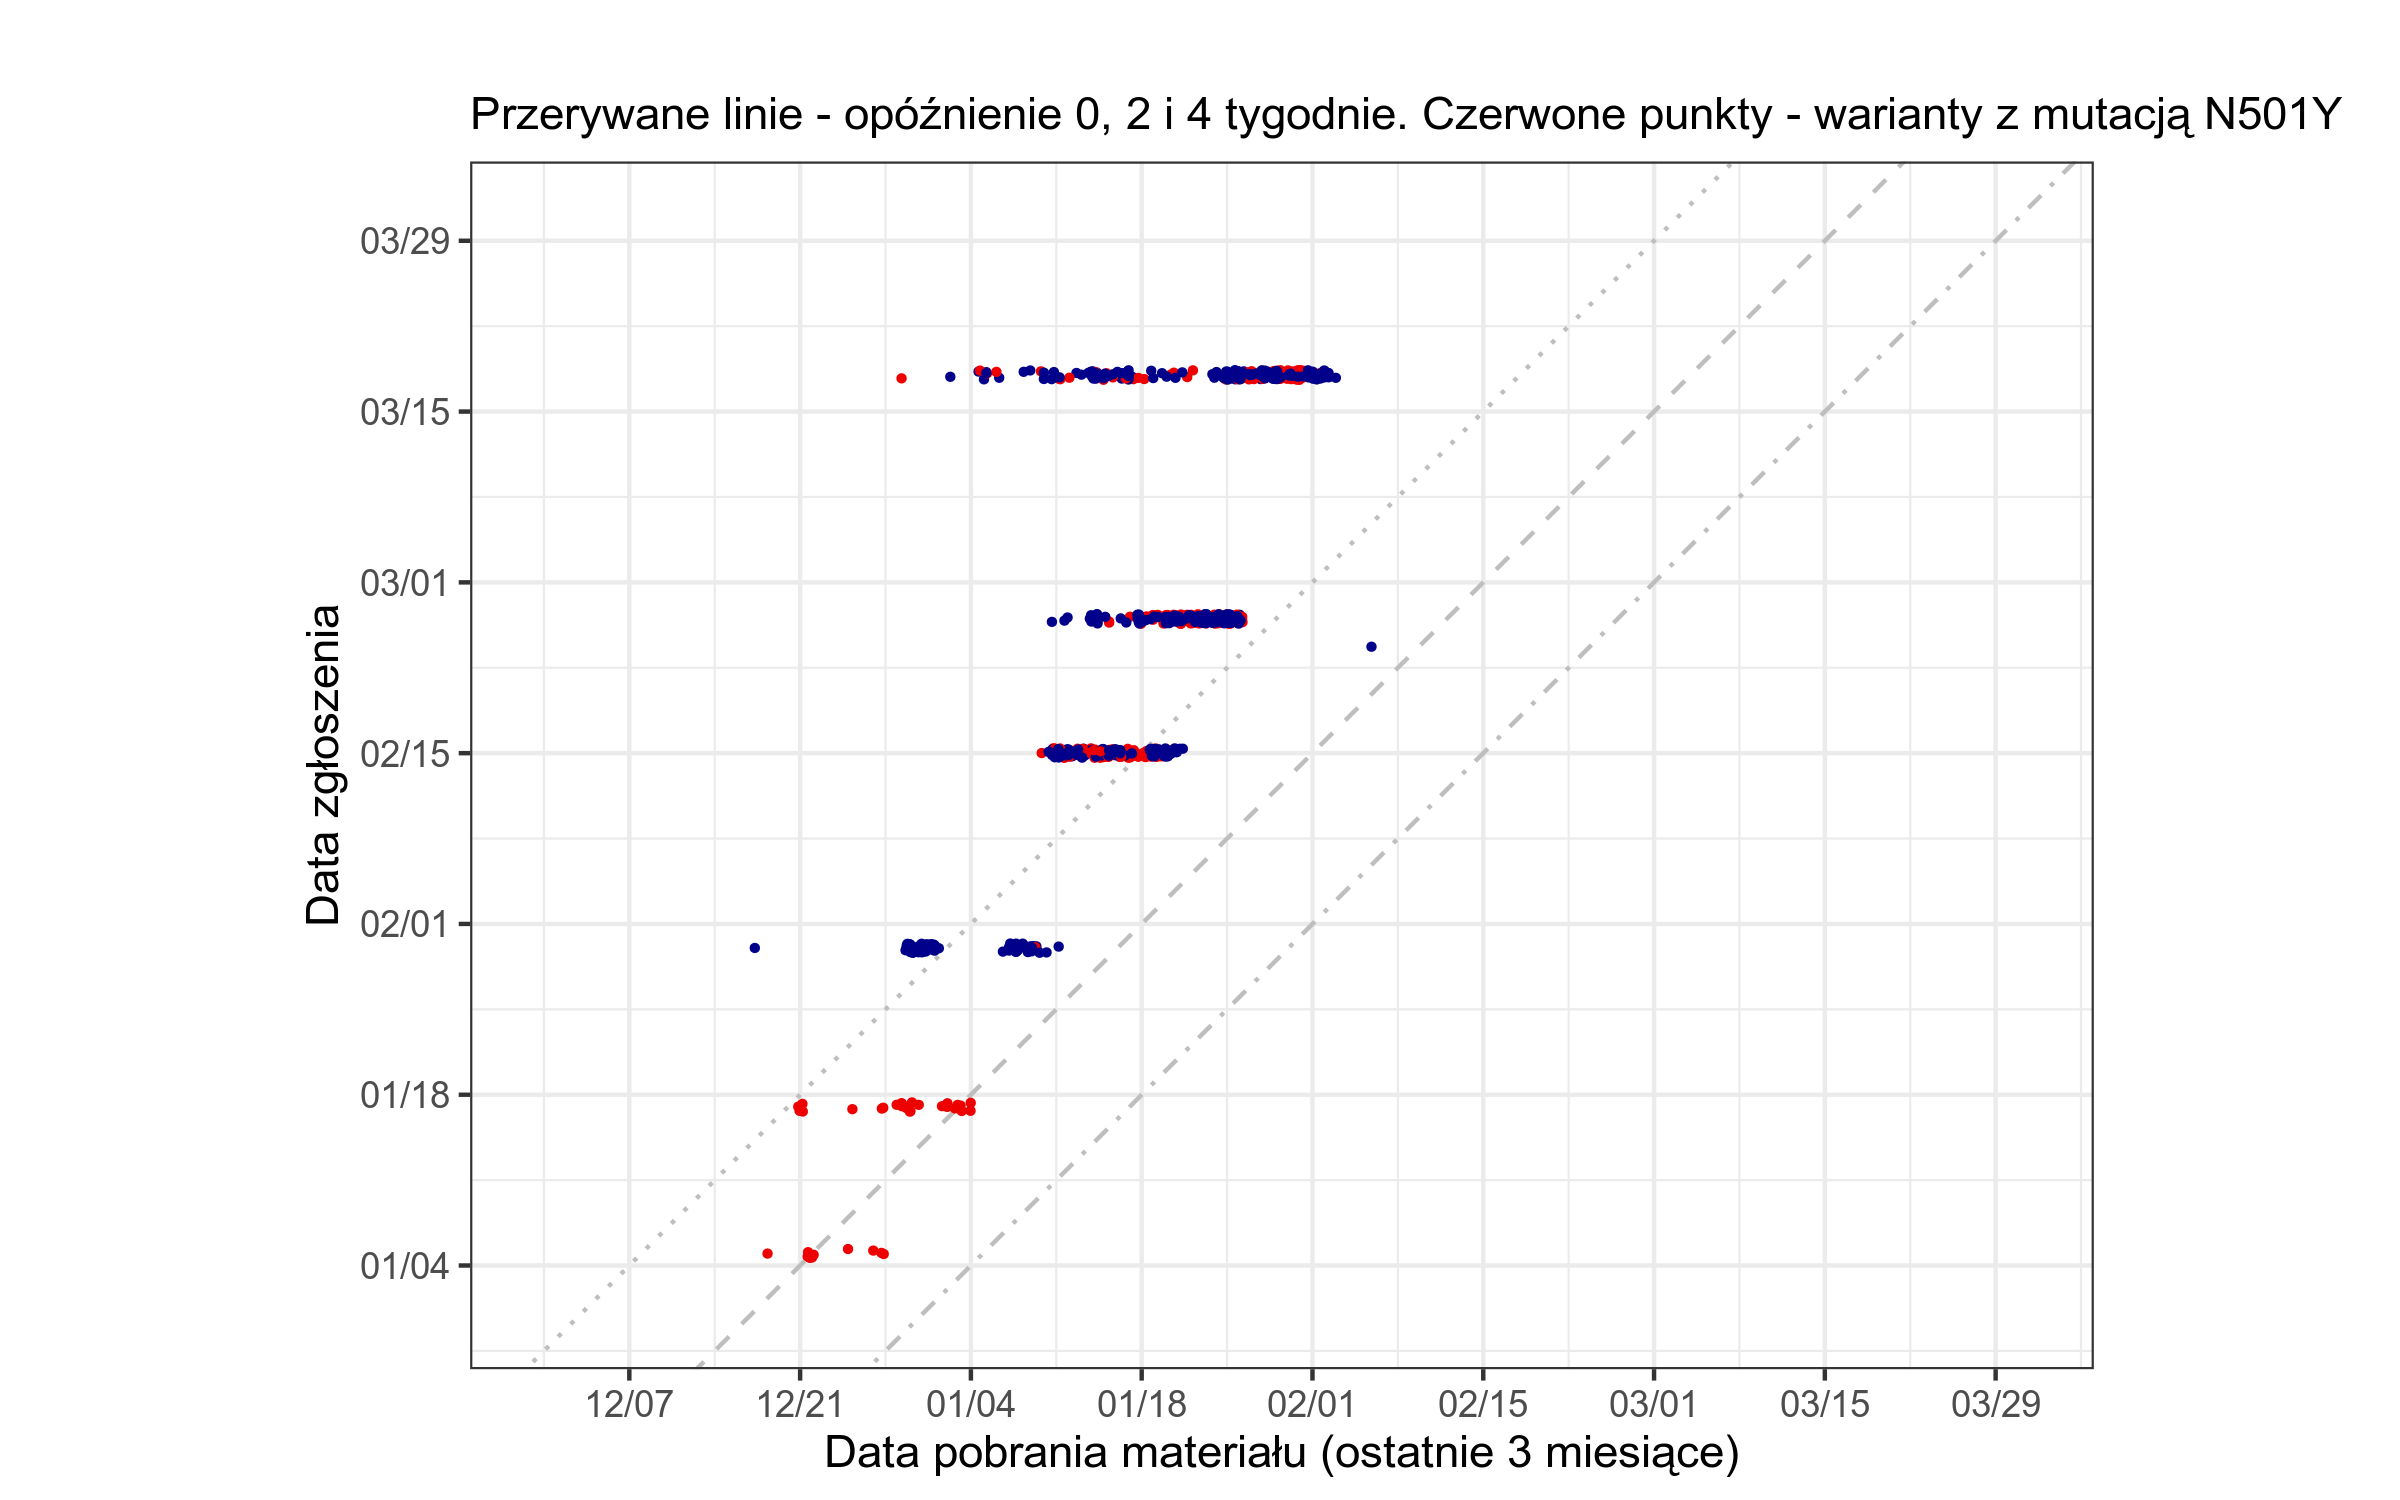 Przerywane linie - opóźnienie 0, 2 i 4 tygodnie. Czerwone punkty - warianty z mutacją N501Y
Data zgłoszenia
03/29
03/15
03/01
02/15
02/01
01/18
01/04
12/07 12/21 01/04 01/18 02/01 02/15 03/01 03/15 03/29
Data pobrania materiału (ostatnie 3 miesiące)